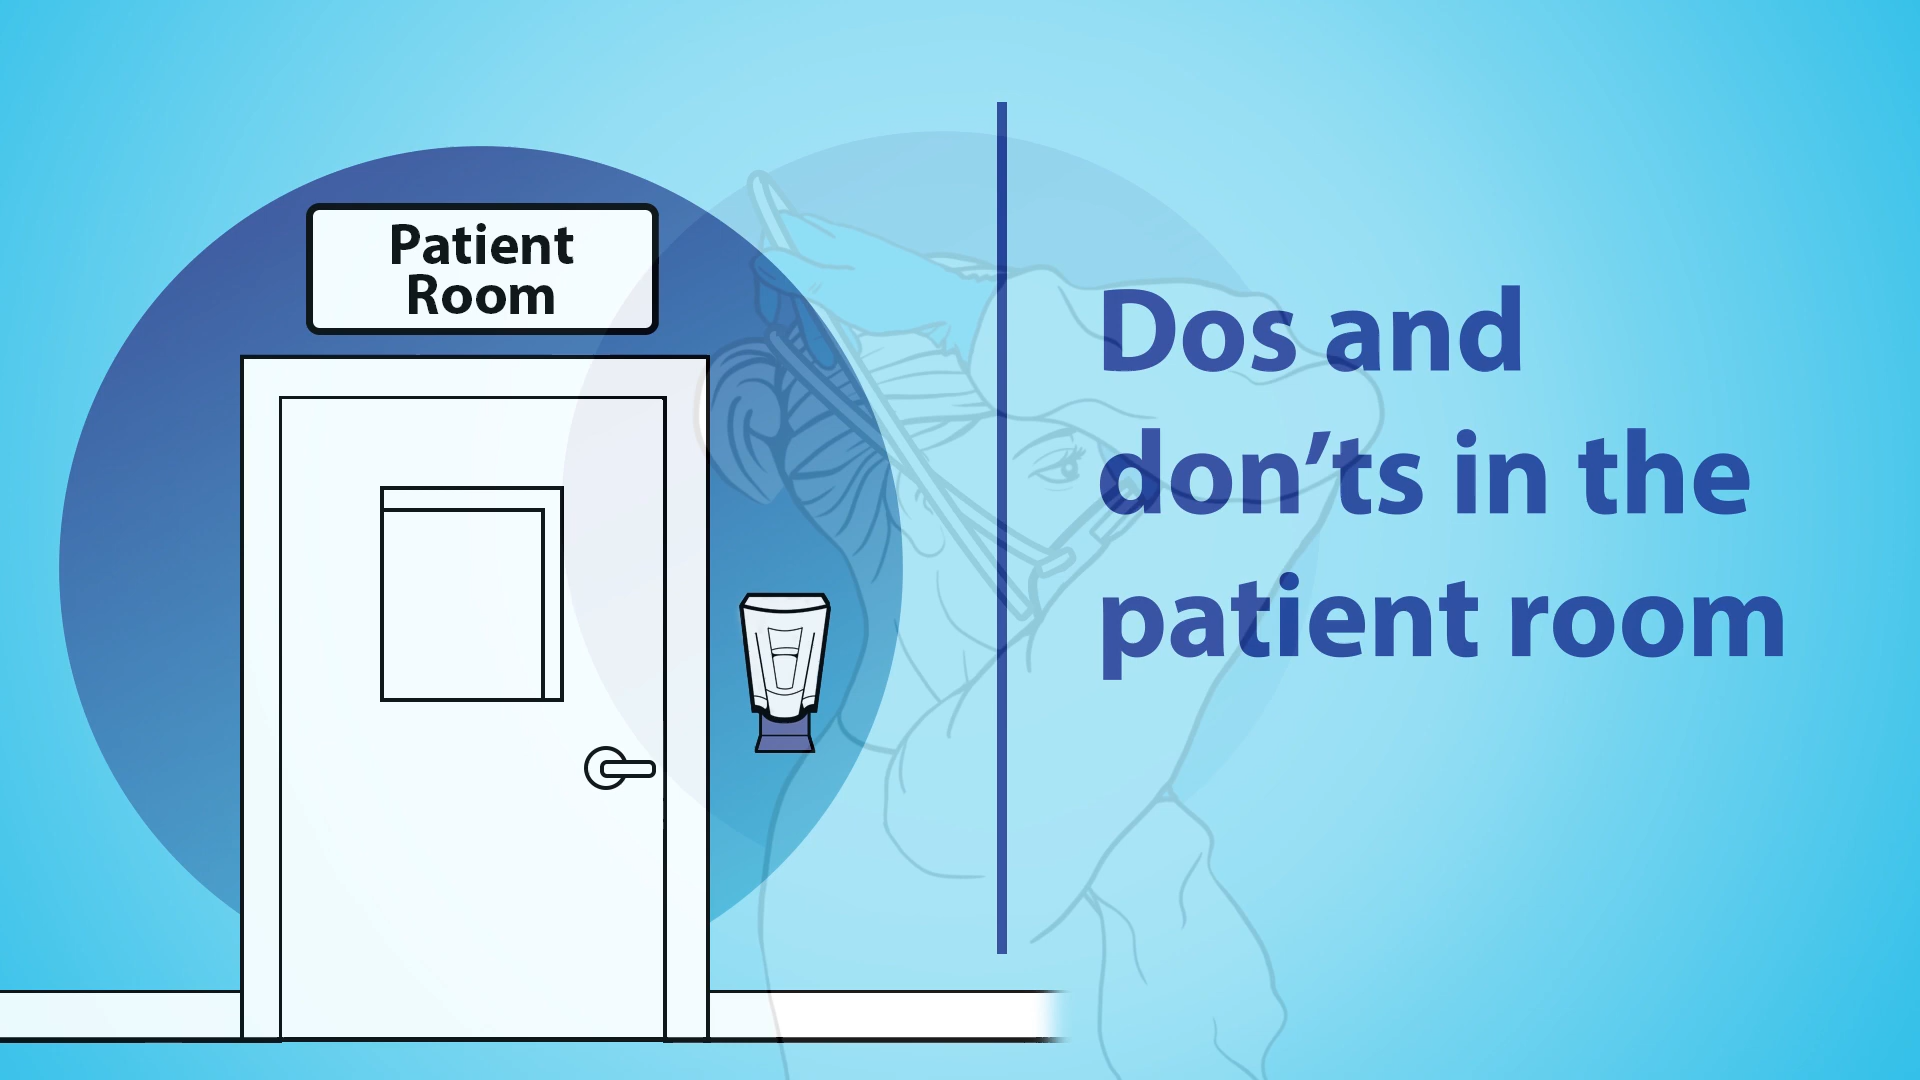 Patient
Room
Dos and
don’ts in the
patient room